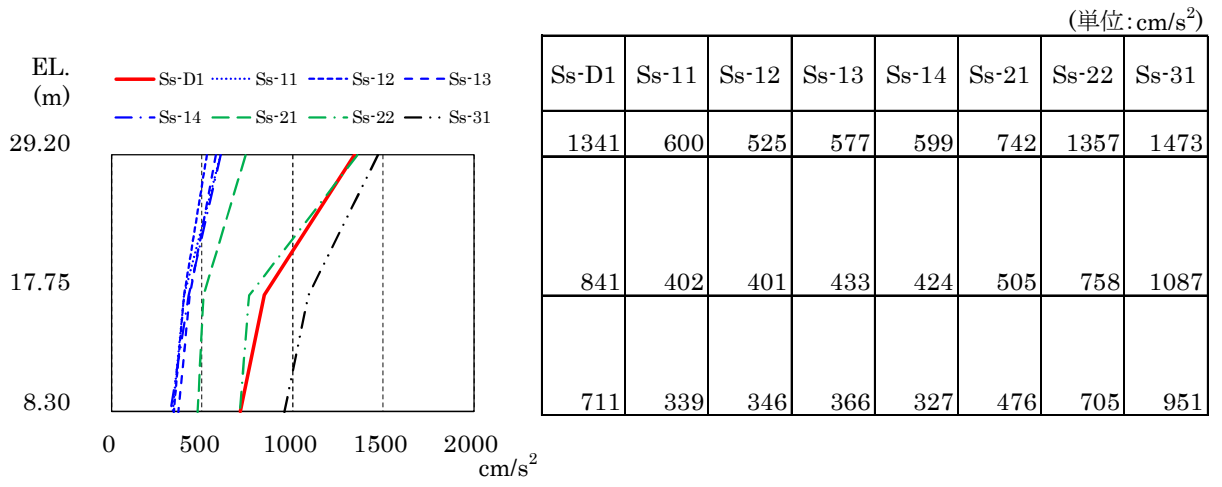 (単位:cm/s²)
EL.
(m)
Ss-D1 Ss-11 Ss-12 Ss-13
Ss-14 Ss-21 Ss-22 Ss-31
29.20
17.75
8.30
0 500 1000 1500 2000
cm/s²
Ss-D1 Ss-11 Ss-12 Ss-13 Ss-14 Ss-21 Ss-22 Ss-31
1341 600 525 577 599 742 1357 1473
841 402 401 433 424 505 758 1087
711 339 346 366 327 476 705 951